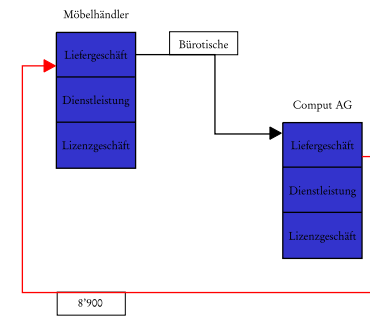 Möbelhändler
Liefergeschäft
Bürotische
Dienstleistung
Lizenzgeschäft
Comput AG
Liefergeschäft
Dienstleistung
Lizenzgeschäft
8'900